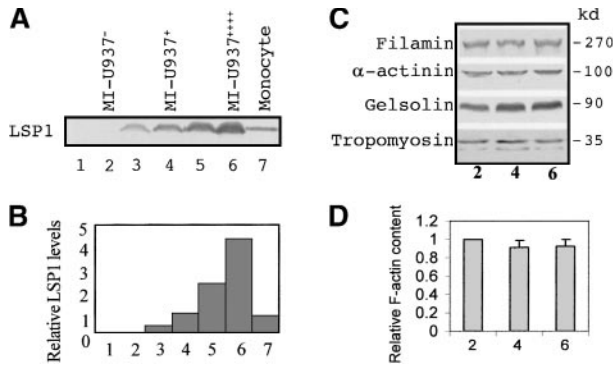 A
MI-U937⁻
MI-U937⁺
MI-U937⁺⁺⁺⁺
Monocyte
LSP1
1 2 3 4 5 6 7
B
Relative LSP1 levels
5
4
3
2
1
0
1 2 3 4 5 6 7
C
kd
Filamin -270
α-actinin -100
Gelsolin -90
Tropomyosin -35
2 4 6
D
Relative F-actin content
1.2
1
0.8
0.6
0.4
0.2
0
2 4 6